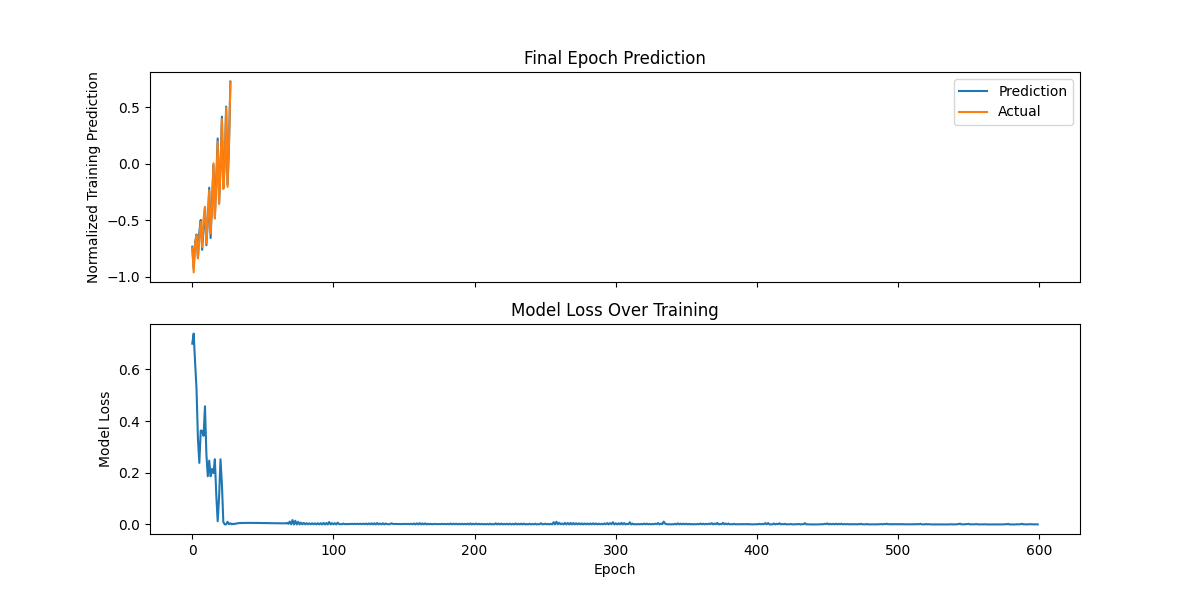 Final Epoch Prediction
Normalized Training Prediction
0.5
0.0
−0.5
−1.0
Prediction
Actual
Model Loss Over Training
Model Loss
0.6
0.4
0.2
0.0
0 100 200 300 400 500 600
Epoch